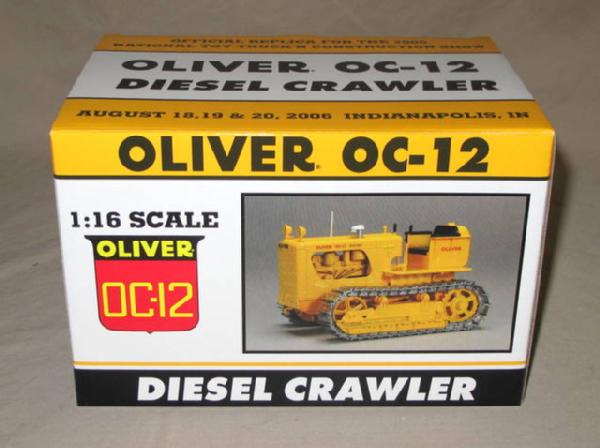 OFFICIAL REPLICA FOR THE 2006
NATIONAL TOY TRUCK N CONSTRUCTION SHOW
OLIVER OC-12
DIESEL CRAWLER
AUGUST 18,19 & 20, 2006 INDIANAPOLIS, IN
OLIVER OC-12
1:16 SCALE
OLIVER
OC-12
OLIVER
OLIVER
DIESEL CRAWLER